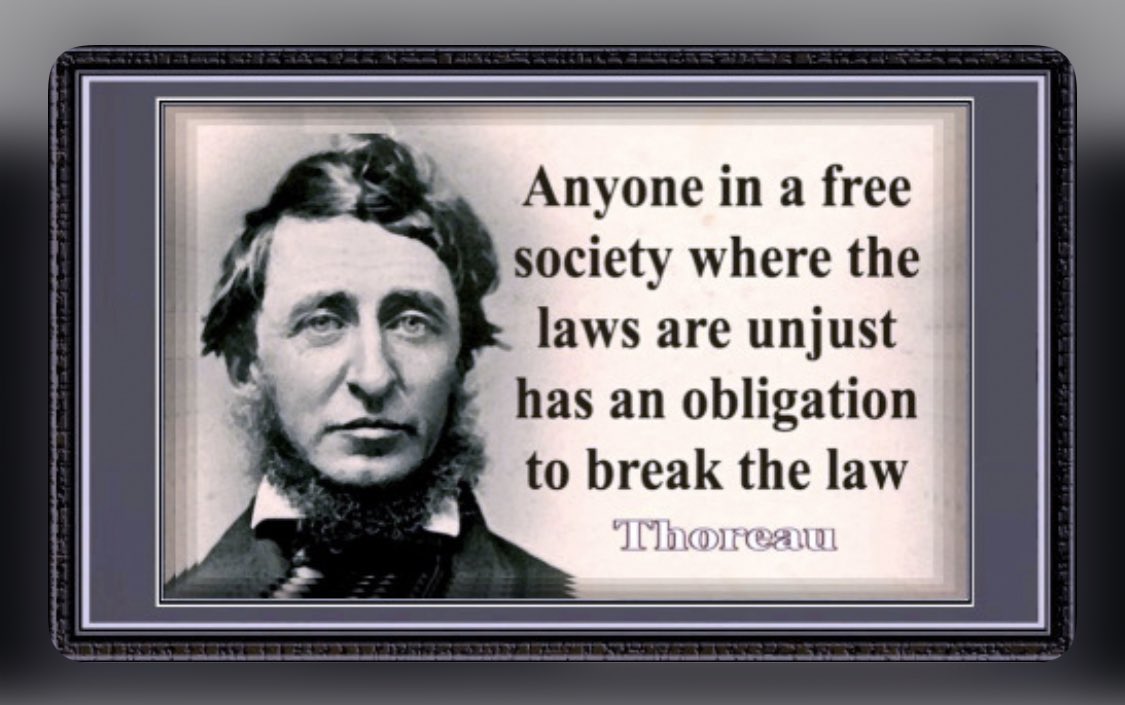 Anyone in a free
society where the
laws are unjust
has an obligation
to break the law
Thoreau